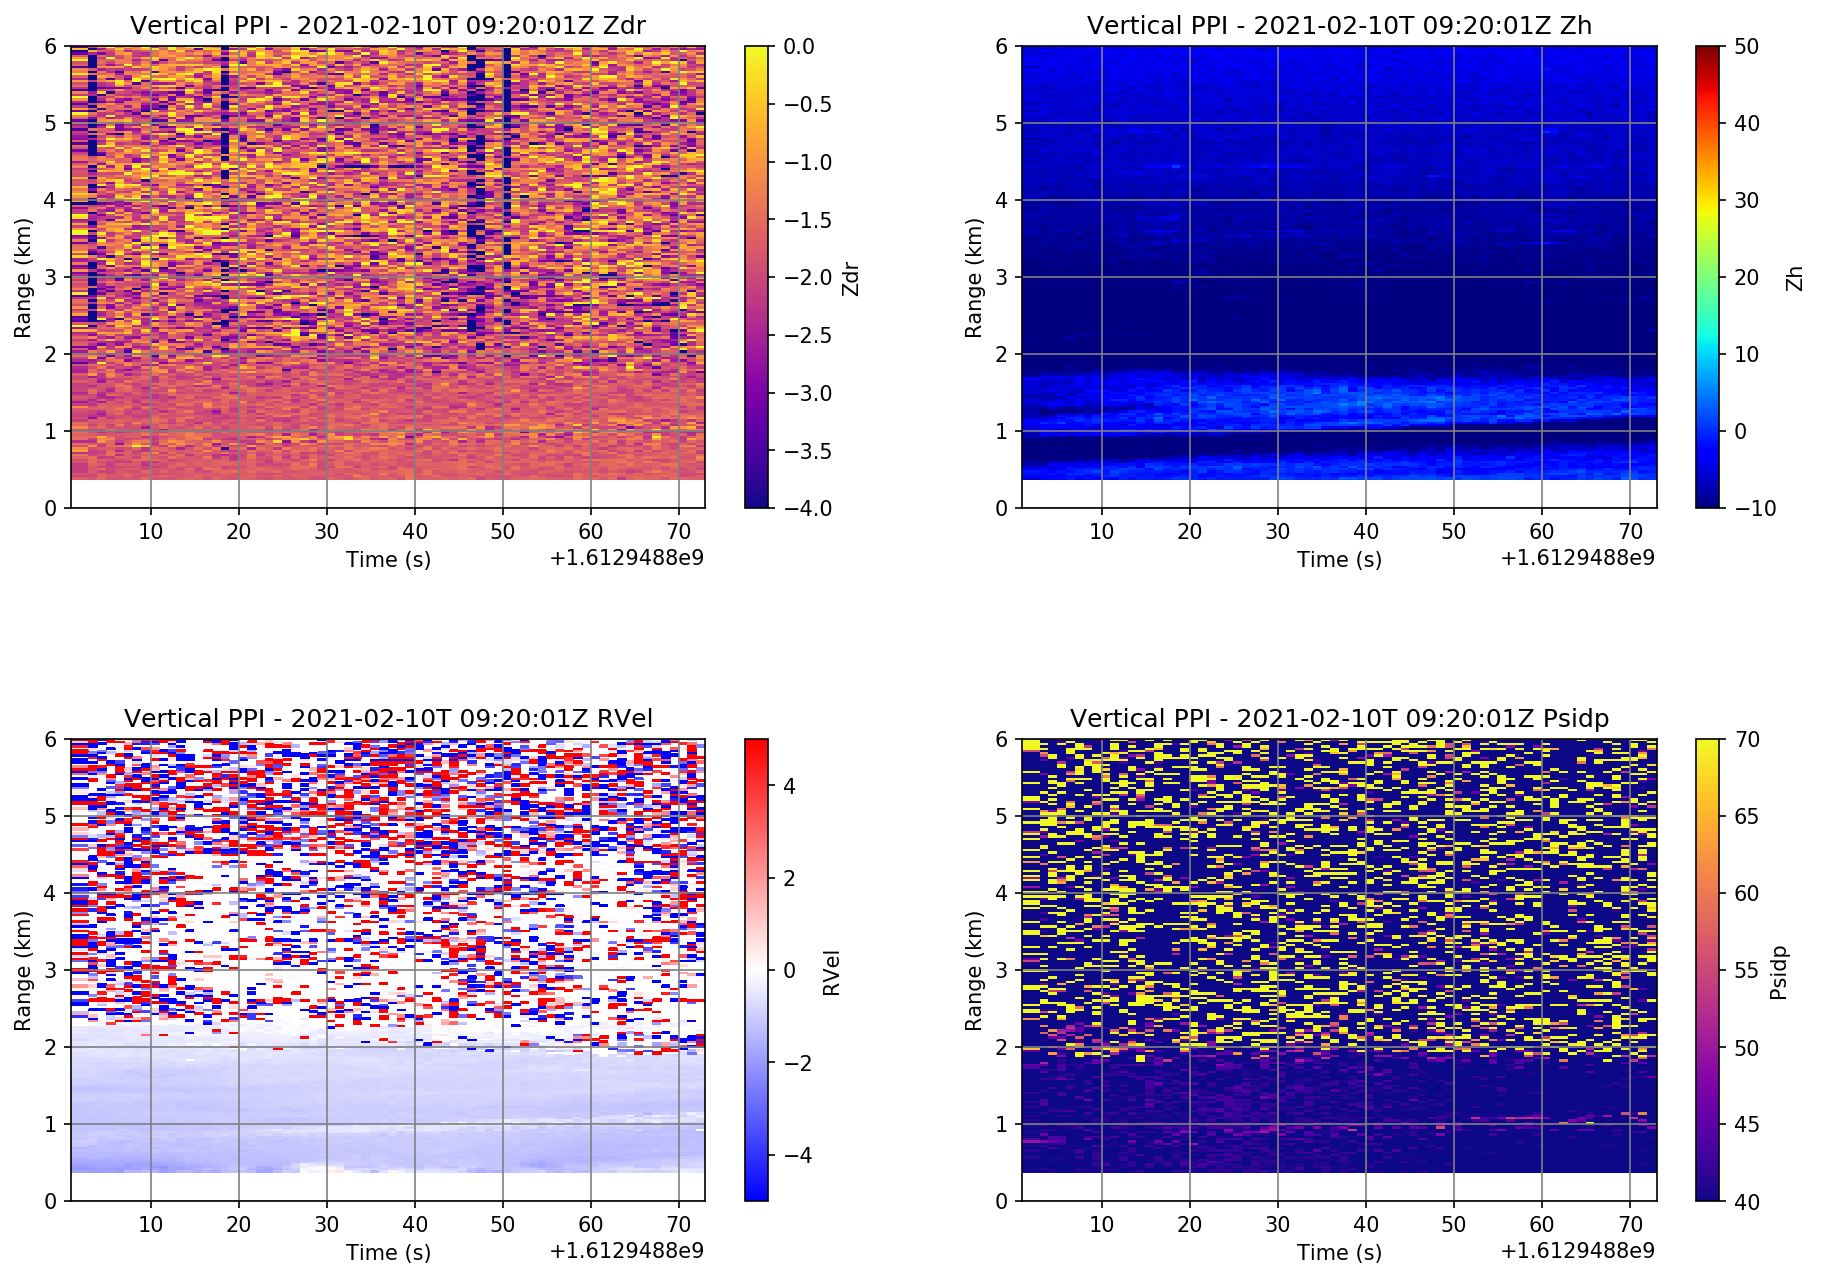 Vertical PPI - 2021-02-10T 09:20:01Z Zdr
6
5
4
3
2
1
0
Range (km)
10 20 30 40 50 60 70
Time (s)
+1.6129488e9
0.0
−0.5
−1.0
−1.5
−2.0
−2.5
−3.0
−3.5
−4.0
Zdr
Vertical PPI - 2021-02-10T 09:20:01Z Zh
6
5
4
3
2
1
0
Range (km)
10 20 30 40 50 60 70
Time (s)
+1.6129488e9
50
40
30
20
10
0
−10
Zh
Vertical PPI - 2021-02-10T 09:20:01Z RVel
6
5
4
3
2
1
0
Range (km)
10 20 30 40 50 60 70
Time (s)
+1.6129488e9
4
2
0
−2
−4
RVel
Vertical PPI - 2021-02-10T 09:20:01Z Psidp
6
5
4
3
2
1
0
Range (km)
10 20 30 40 50 60 70
Time (s)
+1.6129488e9
70
65
60
55
50
45
40
Psidp